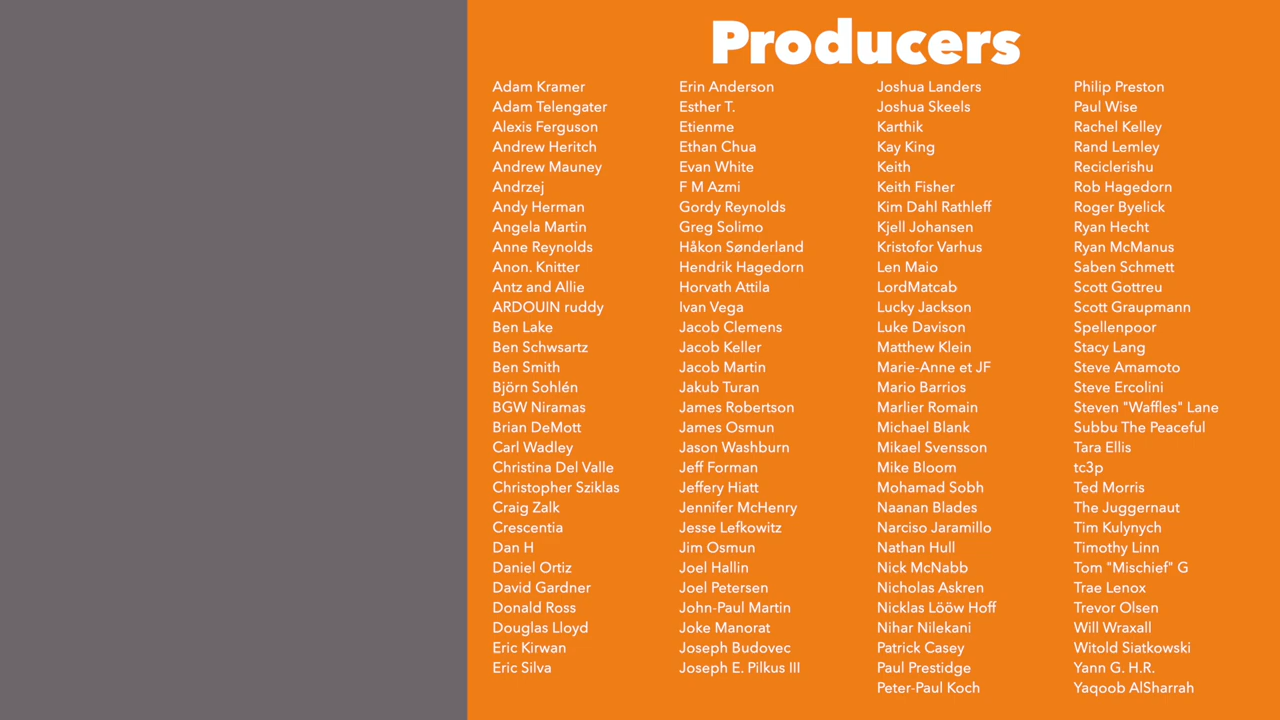 Producers
Adam Kramer
Adam Telengater
Alexis Ferguson
Andrew Heritch
Andrew Mauney
Andrzej
Andy Herman
Angela Martin
Anne Reynolds
Anon. Knitter
Antz and Allie
ARDOUIN ruddy
Ben Lake
Ben Schwsartz
Ben Smith
Björn Sohlén
BGW Niramas
Brian DeMott
Carl Wadley
Christina Del Valle
Christopher Sziklas
Craig Zalk
Crescentia
Dan H
Daniel Ortiz
David Gardner
Donald Ross
Douglas Lloyd
Eric Kirwan
Eric Silva
Erin Anderson
Esther T.
Etienme
Ethan Chua
Evan White
F M Azmi
Gordy Reynolds
Greg Solimo
Håkon Sønderland
Hendrik Hagedorn
Horvath Attila
Ivan Vega
Jacob Clemens
Jacob Keller
Jacob Martin
Jakub Turan
James Robertson
James Osmun
Jason Washburn
Jeff Forman
Jeffery Hiatt
Jennifer McHenry
Jesse Lefkowitz
Jim Osmun
Joel Hallin
Joel Petersen
John-Paul Martin
Joke Manorat
Joseph Budovec
Joseph E. Pilkus III
Joshua Landers
Joshua Skeels
Karthik
Kay King
Keith
Keith Fisher
Kim Dahl Rathleff
Kjell Johansen
Kristofor Varhus
Len Maio
LordMatcab
Lucky Jackson
Luke Davison
Matthew Klein
Marie-Anne et JF
Mario Barrios
Marlier Romain
Michael Blank
Mikael Svensson
Mike Bloom
Mohamad Sobh
Naanan Blades
Narciso Jaramillo
Nathan Hull
Nick McNabb
Nicholas Askren
Nicklas Lööw Hoff
Nihar Nilekani
Patrick Casey
Paul Prestidge
Peter-Paul Koch
Philip Preston
Paul Wise
Rachel Kelley
Rand Lemley
Reciclerishu
Rob Hagedorn
Roger Byelick
Ryan Hecht
Ryan McManus
Saben Schmett
Scott Gottreu
Scott Graupmann
Spellenpoor
Stacy Lang
Steve Amamoto
Steve Ercolini
Steven "Waffles" Lane
Subbu The Peaceful
Tara Ellis
tc3p
Ted Morris
The Juggernaut
Tim Kulynych
Timothy Linn
Tom "Mischief" G
Trae Lenox
Trevor Olsen
Will Wraxall
Witold Siatkowski
Yann G. H.R.
Yaqoob AlSharrah